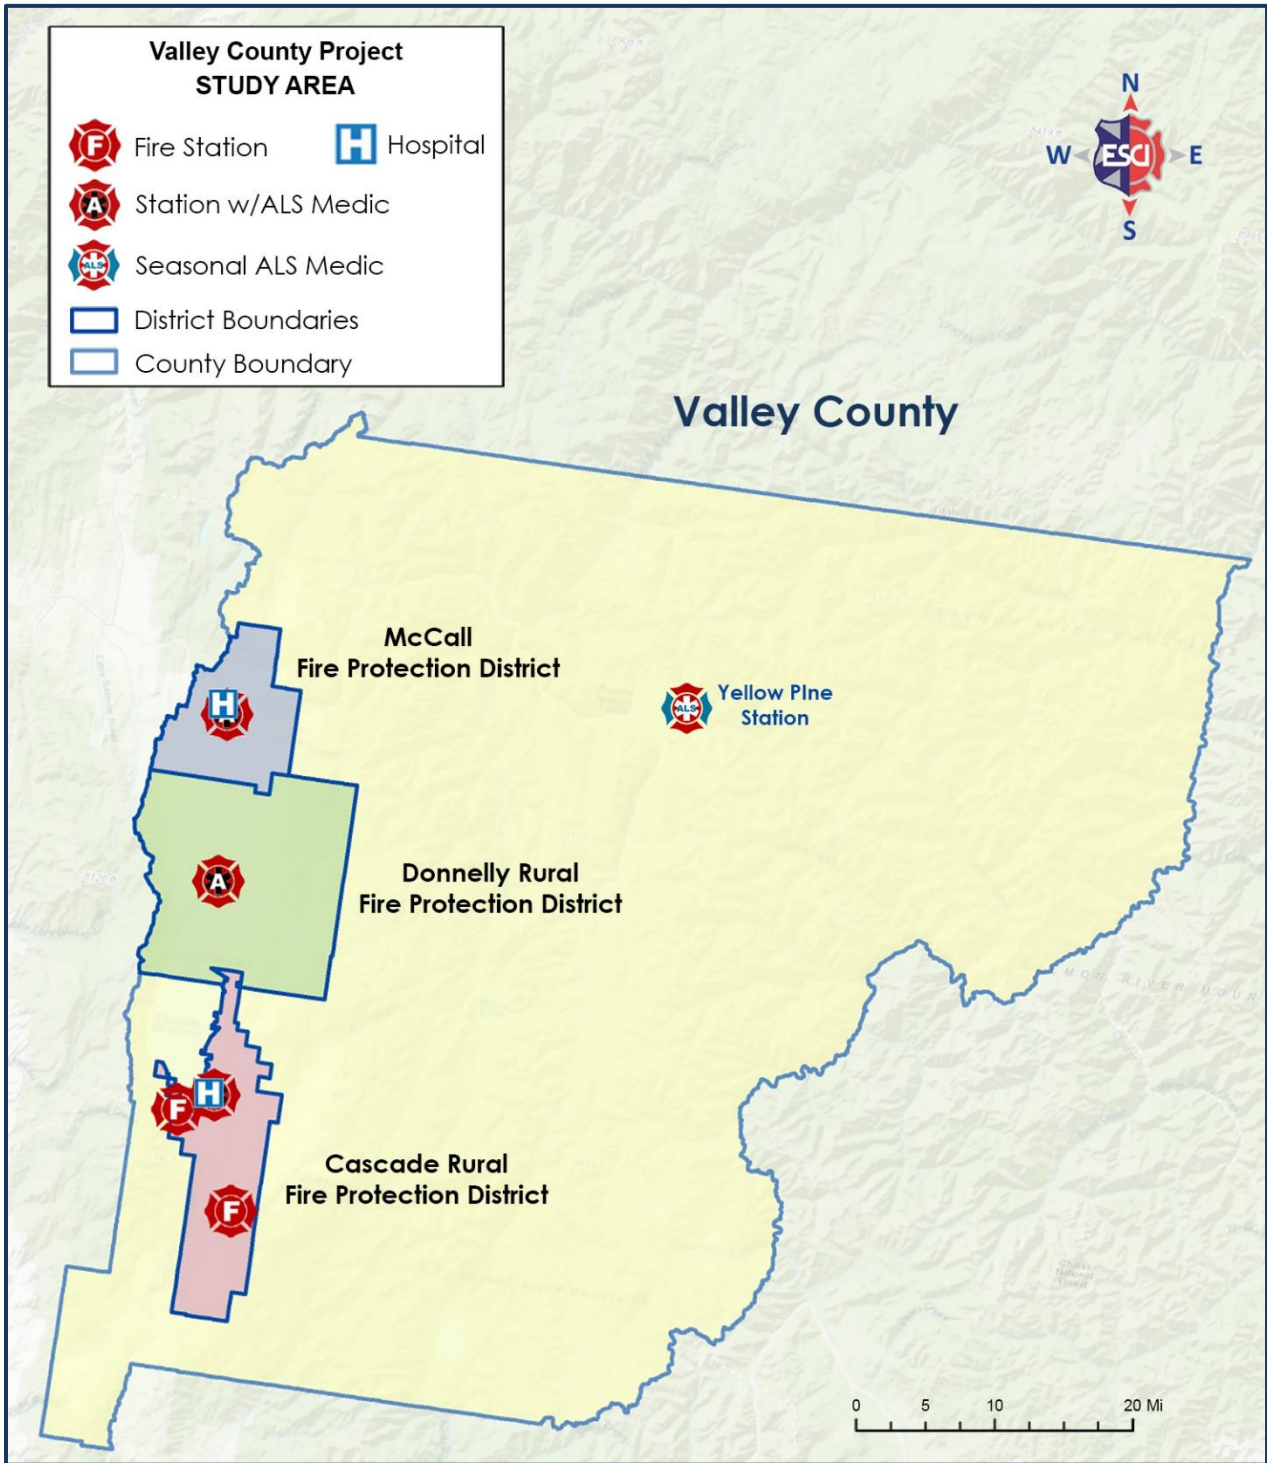 Valley County Project
STUDY AREA
F Fire Station
H Hospital
A Station w/ALS Medic
ALS Seasonal ALS Medic
District Boundaries
County Boundary
N
W ESCI E
S
Valley County
McCall
Fire Protection District
H
ALS
Yellow PIne
Station
A
Donnelly Rural
Fire Protection District
F
H
Cascade Rural
Fire Protection District
F
0 5 10 20 Mi